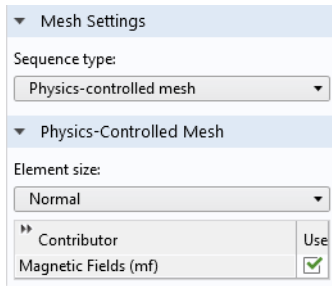 Mesh Settings
Sequence type:
Physics-controlled mesh
Physics-Controlled Mesh
Element size:
Normal
Contributor Use
Magnetic Fields (mf)